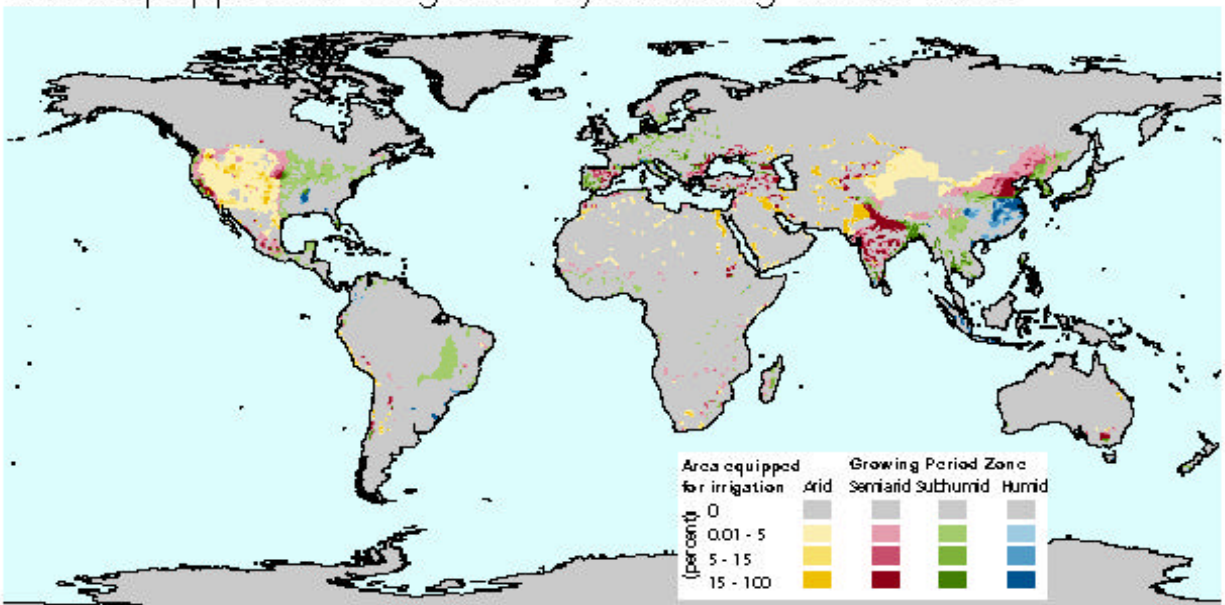 Area equipped Growing Period Zone
for irrigation Arid Semiarid Subhumid Humid
(percent)
0
0.01 - 5
5 - 15
15 - 100